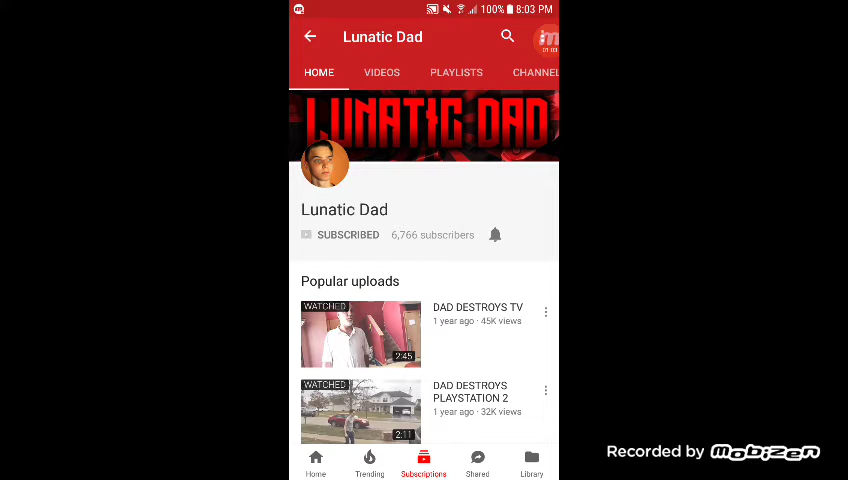 100% 8:03 PM
Lunatic Dad
01:03
HOME VIDEOS PLAYLISTS CHANNEL
LUNATIC DAD
Lunatic Dad
SUBSCRIBED 6,766 subscribers
Popular uploads
WATCHED
DAD DESTROYS TV
1 year ago · 45K views
2:45
WATCHED
DAD DESTROYS
PLAYSTATION 2
1 year ago · 32K views
2:11
Home Trending Subscriptions Shared Library
Recorded by mobizen